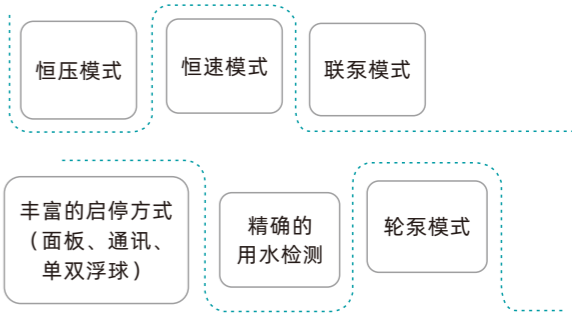 恒压模式
恒速模式
联泵模式
丰富的启停方式
（面板、通讯、
单双浮球）
精确的
用水检测
轮泵模式